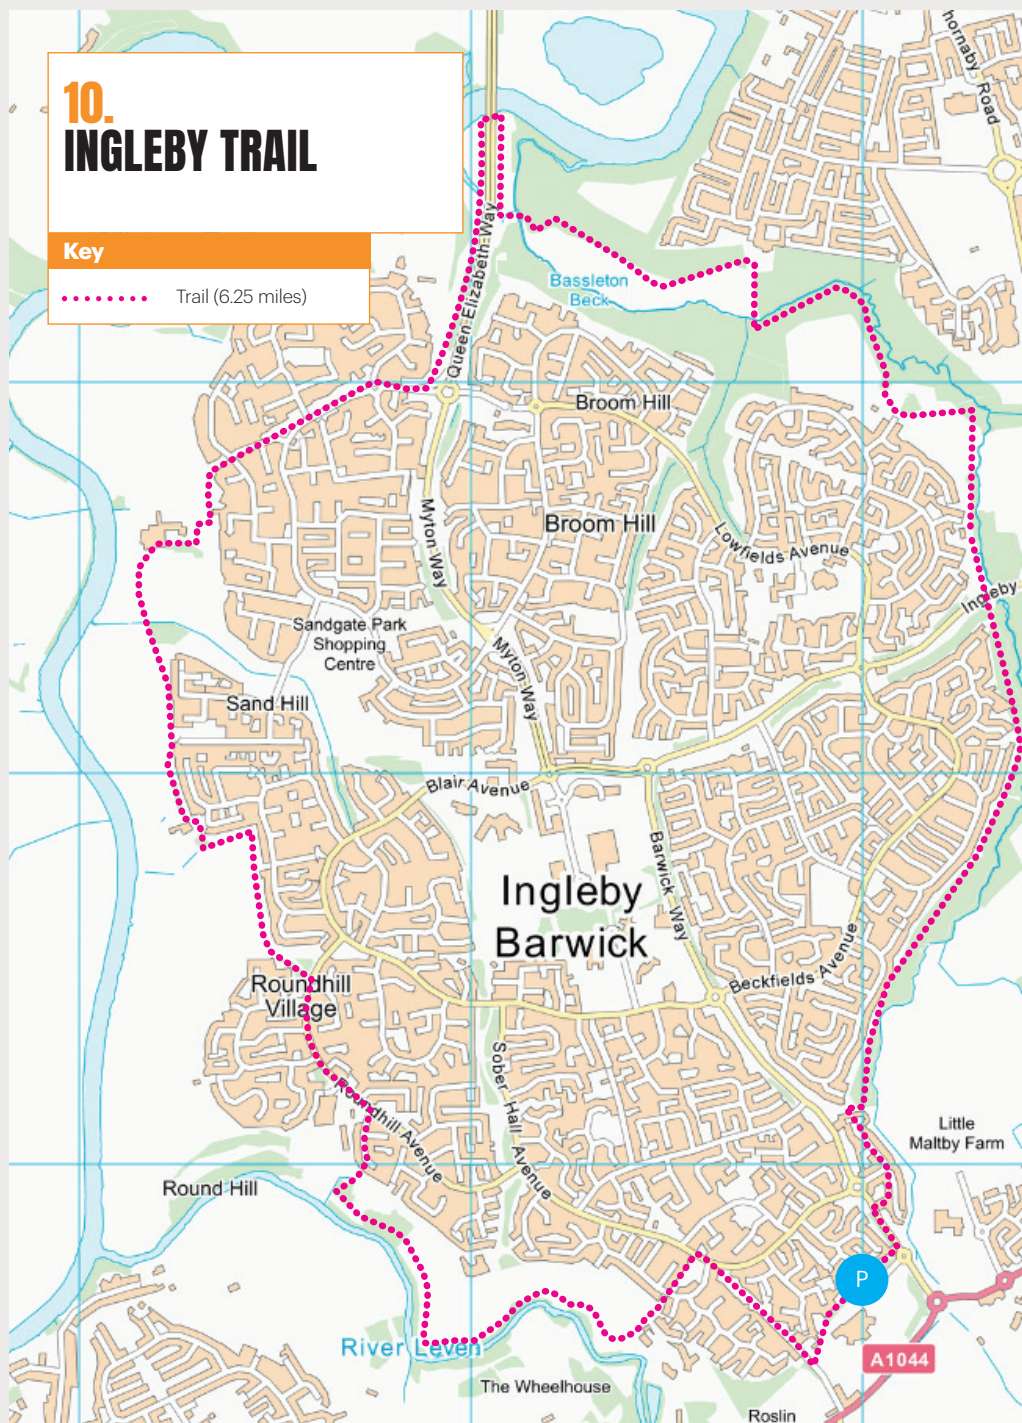 10.
INGLEBY TRAIL
Key
Trail (6.25 miles)
hornaby Road
Queen Elizabeth Way
Bassleton
Beck
Broom Hill
Broom Hill
Myton Way
Lowfields Avenue
Ingleby
Sandgate Park
Shopping
Centre
Myton Way
Sand Hill
Blair Avenue
Barwick Way
Ingleby
Barwick
Beckfields Avenue
Roundhill
Village
Sober Hall Avenue
Roundhill Avenue
Little
Maltby Farm
Round Hill
P
River Leven
A1044
The Wheelhouse
Roslin